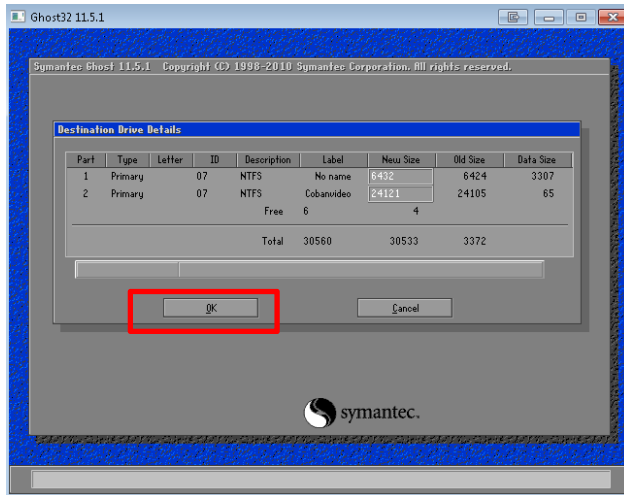 Ghost32 11.5.1
Symantec Ghost 11.5.1 Copyright (C) 1998-2010 Symantec Corporation. All rights reserved.
Destination Drive Details
Part Type Letter ID Description Label New Size Old Size Data Size
1 Primary 07 NTFS No name 6432 6424 3307
2 Primary 07 NTFS Cobanvideo 24121 24105 65
Free 6 4
Total 30560 30533 3372
OK Cancel
symantec.